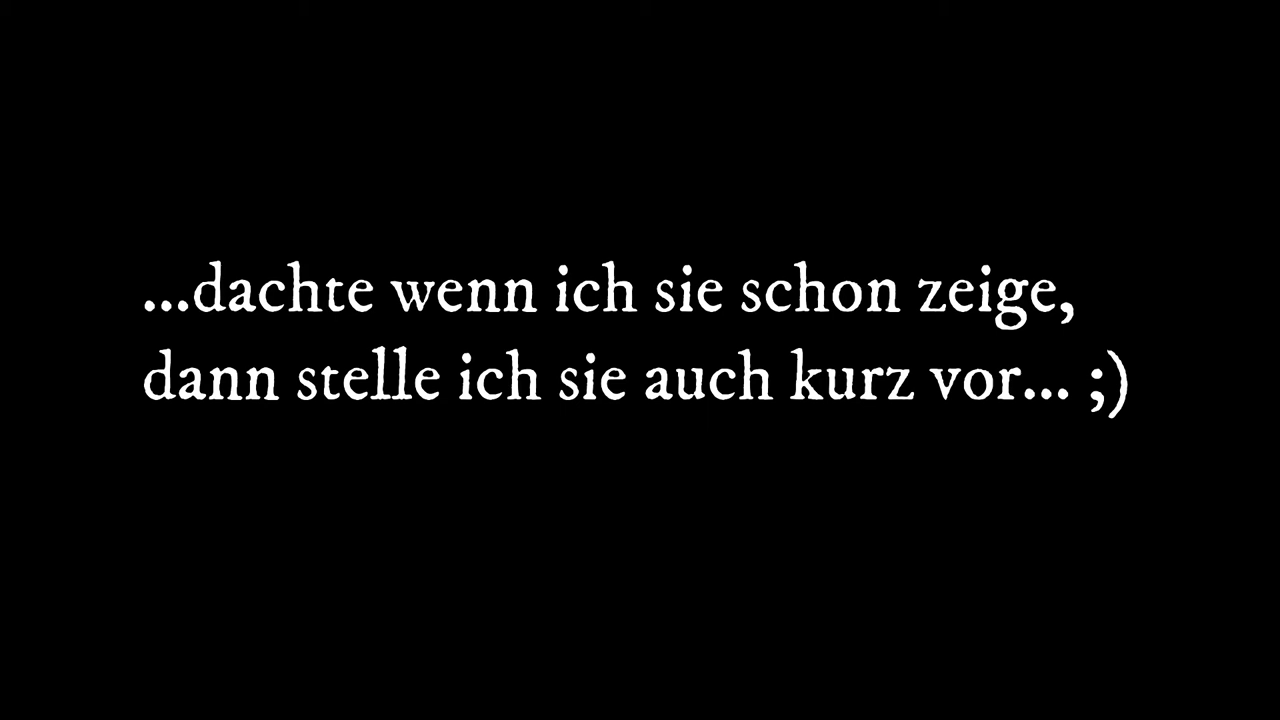 ...dachte wenn ich sie schon zeige,
dann stelle ich sie auch kurz vor... ;)